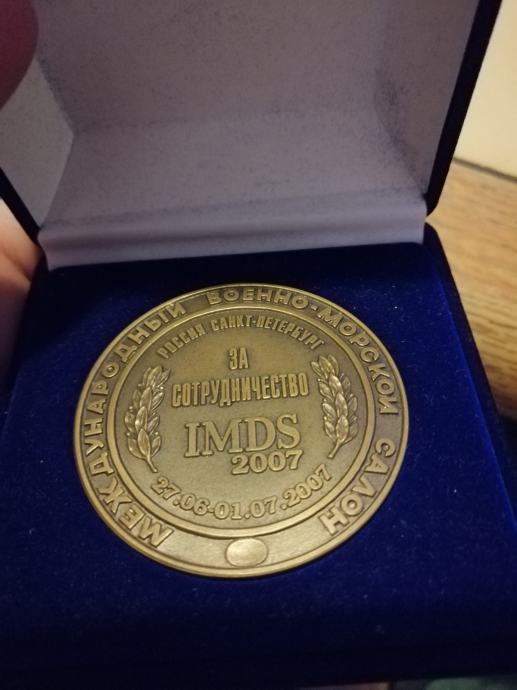 МЕЖДУНАРОДНЫЙ ВОЕННО-МОРСКОЙ САЛОН
РОССИЯ САНКТ-ПЕТЕРБУРГ
ЗА
СОТРУДНИЧЕСТВО
IMDS
2007
27.06-01.07.2007